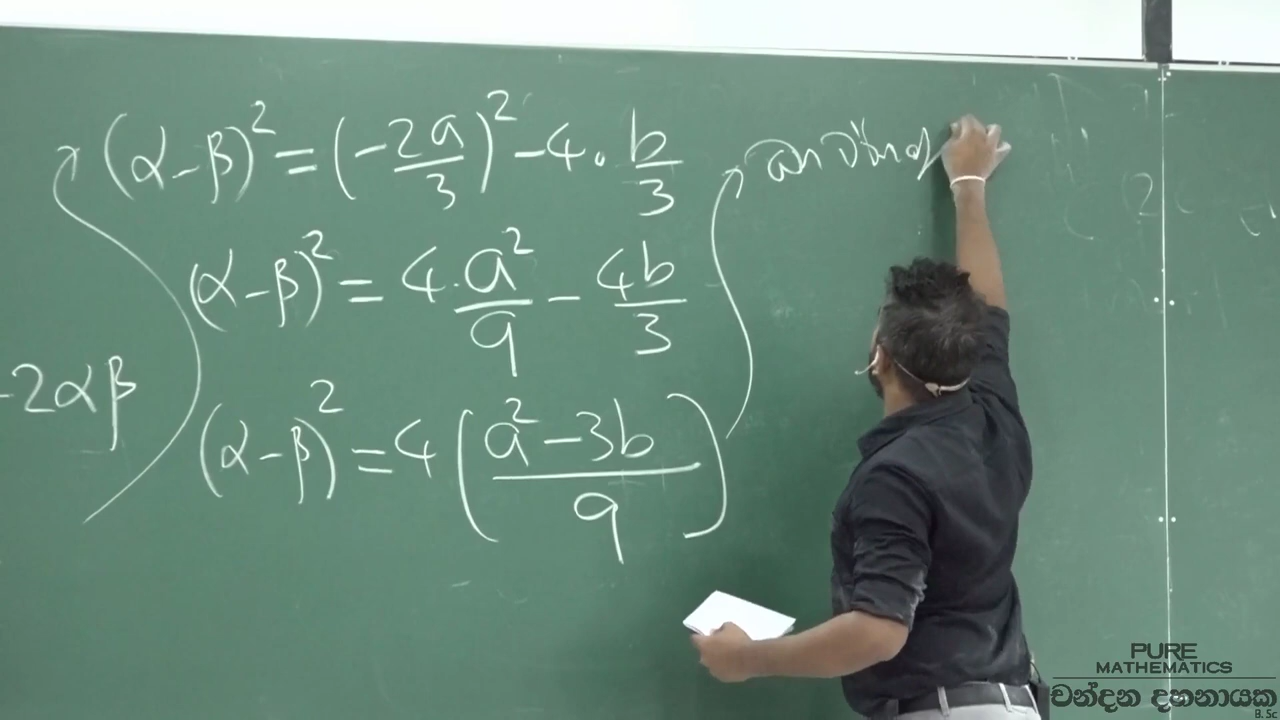 (α-β)² = (-2a/3)² - 4 . b/3
(α-β)² = 4 . a²/9 - 4b/3
-2αβ
(α-β)² = 4 ((a² - 3b)/9)
PURE
MATHEMATICS
චන්දන දහනායක
B.Sc